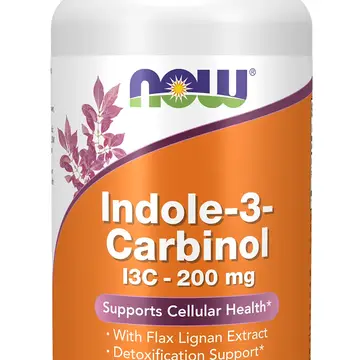 NOW®
Indole-3-
Carbinol
I3C - 200 mg
Supports Cellular Health*
• With Flax Lignan Extract
• Detoxification Support*